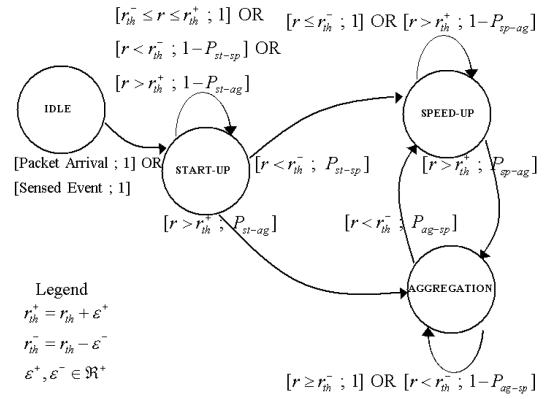 [r_th^- ≤ r ≤ r_th^+ ; 1] OR
[r < r_th^- ; 1−P_st−sp] OR
[r > r_th^+ ; 1−P_st−ag]
[r ≤ r_th^- ; 1] OR [r > r_th^+ ; 1−P_sp−ag]
IDLE
SPEED-UP
[Packet Arrival ; 1] OR
[Sensed Event ; 1]
START-UP
[r < r_th^- ; P_st−sp]
[r > r_th^+ ; P_sp−ag]
[r > r_th^+ ; P_st−ag]
[r < r_th^- ; P_ag−sp]
AGGREGATION
Legend
r_th^+ = r_th + ε^+
r_th^- = r_th − ε^-
ε^+, ε^- ∈ ℜ^+
[r ≥ r_th^- ; 1] OR [r < r_th^- ; 1−P_ag−sp]